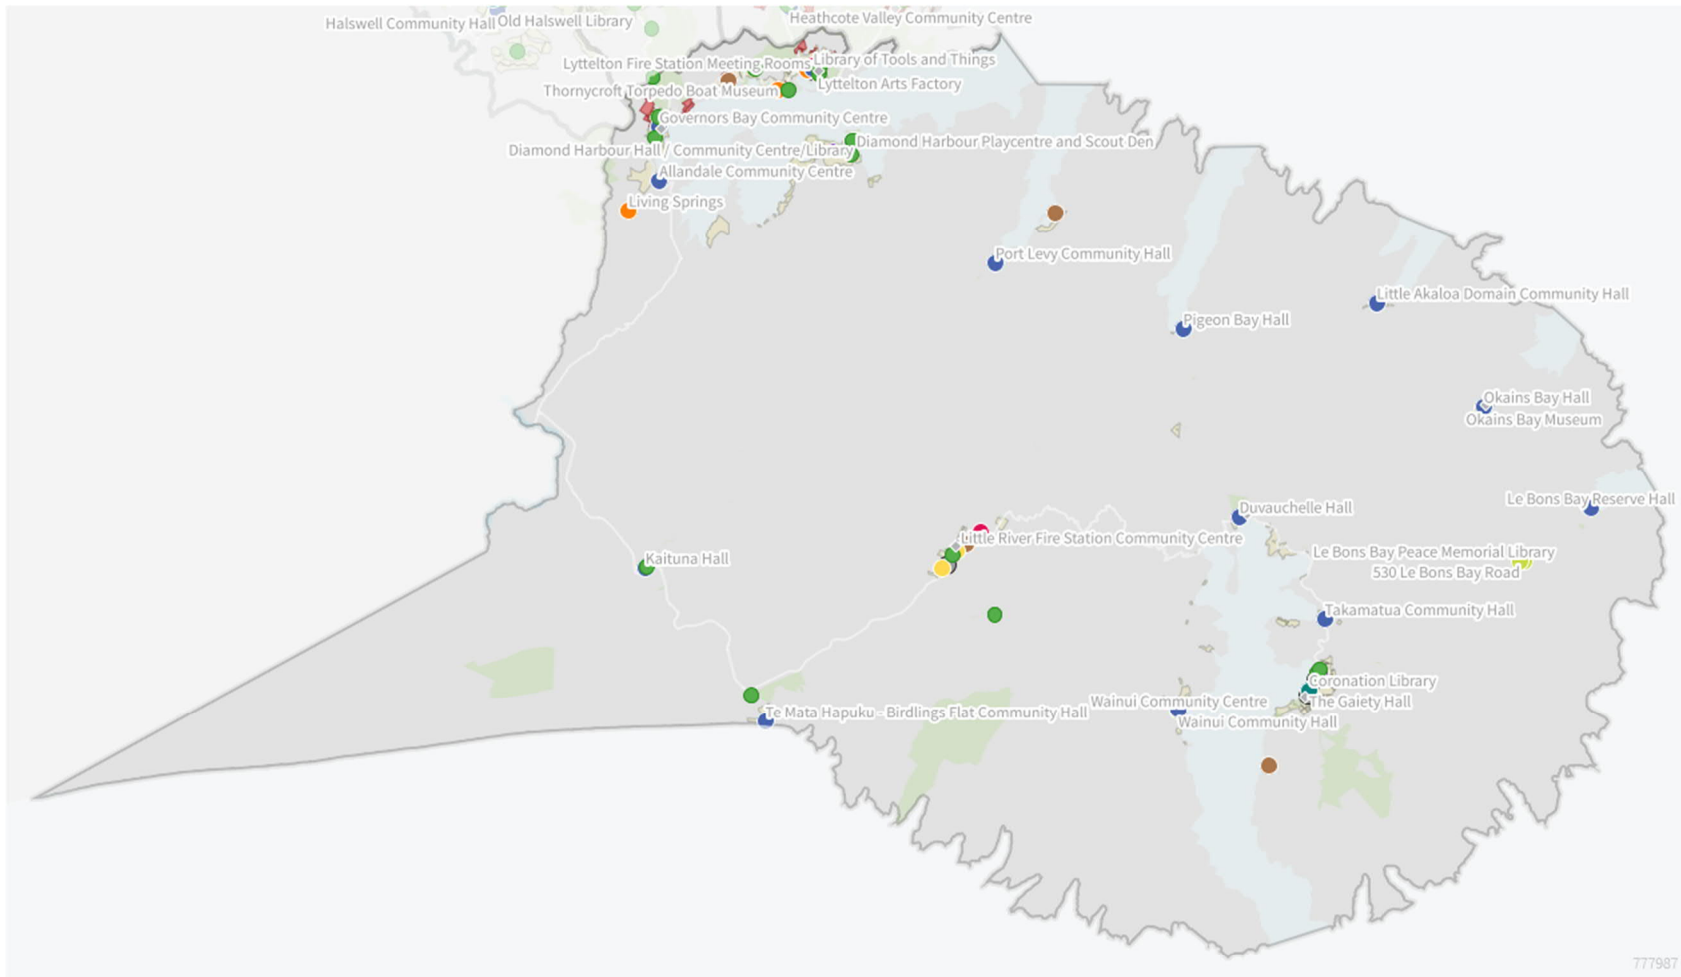 Heathcote Valley Community Centre
Halswell Community Hall
Old Halswell Library
Library of Tools and Things
Lyttelton Fire Station Meeting Rooms
Lyttelton Arts Factory
Thornycroft Torpedo Boat Museum
Governors Bay Community Centre
Diamond Harbour Playcentre and Scout Den
Diamond Harbour Hall / Community Centre/Library
Allandale Community Centre
Living Springs
Port Levy Community Hall
Little Akaloa Domain Community Hall
Pigeon Bay Hall
Okains Bay Hall
Okains Bay Museum
Le Bons Bay Reserve Hall
Duvauchelle Hall
Little River Fire Station Community Centre
Le Bons Bay Peace Memorial Library
Kaituna Hall
530 Le Bons Bay Road
Takamatua Community Hall
Coronation Library
Wainui Community Centre
The Gaiety Hall
Te Mata Hapuku - Birdlings Flat Community Hall
Wainui Community Hall
777987